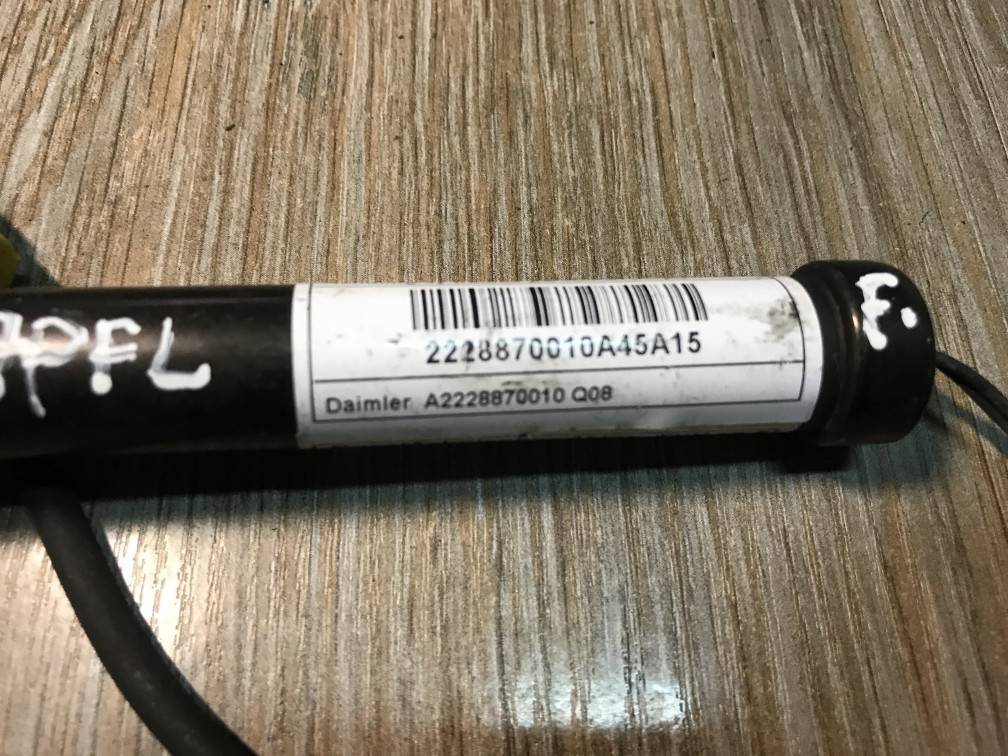 PFL
2228870010A45A15
Daimler A2228870010 Q08
F.